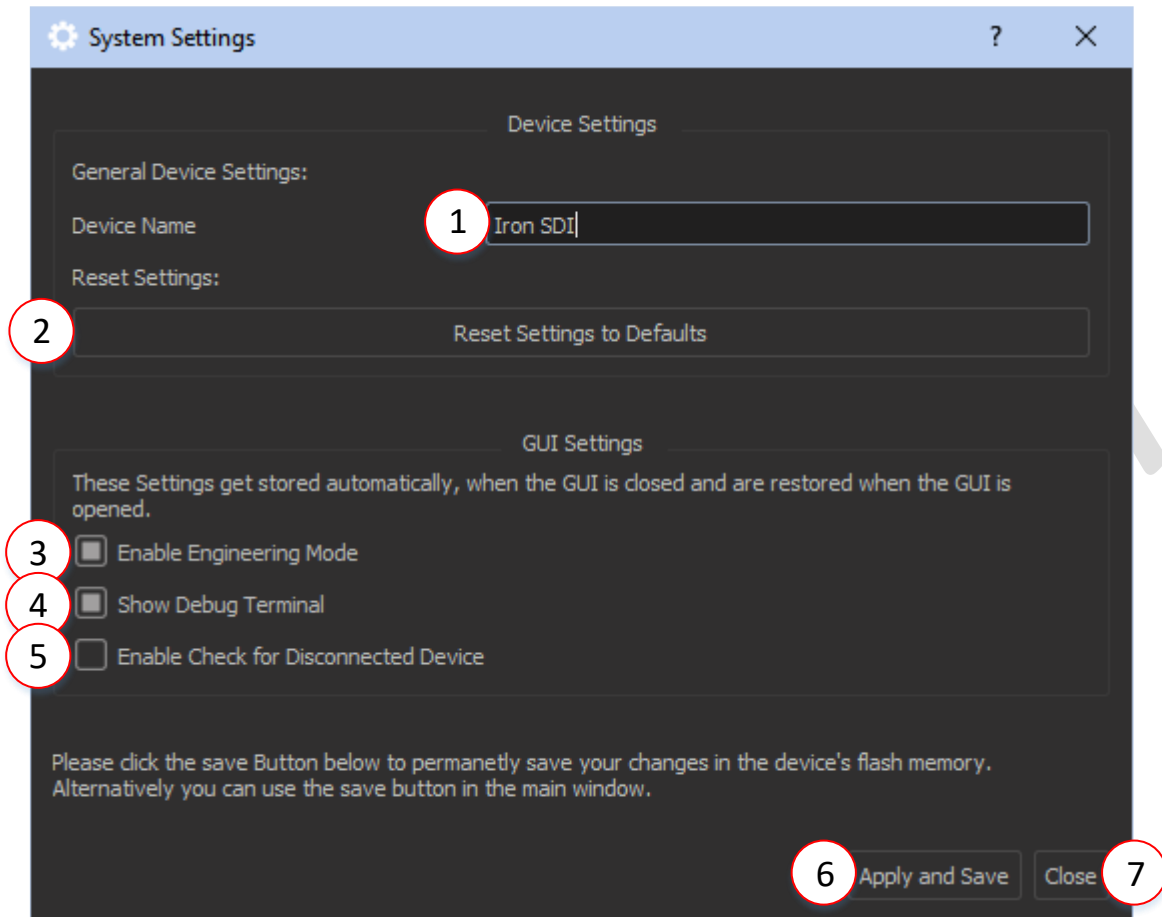 System Settings ?
Device Settings
General Device Settings:
Device Name 1 Iron SDI
Reset Settings:
2 Reset Settings to Defaults
GUI Settings
These Settings get stored automatically, when the GUI is closed and are restored when the GUI is
opened.
3 Enable Engineering Mode
4 Show Debug Terminal
5 Enable Check for Disconnected Device
Please click the save Button below to permanetly save your changes in the device's flash memory.
Alternatively you can use the save button in the main window.
6 Apply and Save Close 7